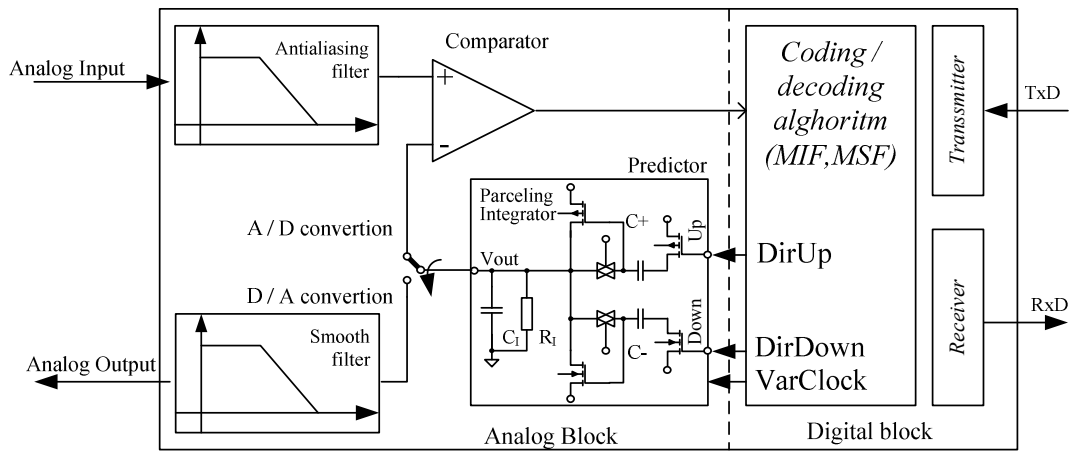 Analog Input
Antialiasing
filter
Comparator
+
-
Coding /
decoding
alghoritm
(MIF,MSF)
Transsmitter
TxD
Predictor
Parceling
Integrator
C+
Up
A / D convertion
Vout
DirUp
D / A convertion
CI
RI
C-
Down
DirDown
VarClock
Receiver
RxD
Smooth
filter
Analog Output
Analog Block
Digital block